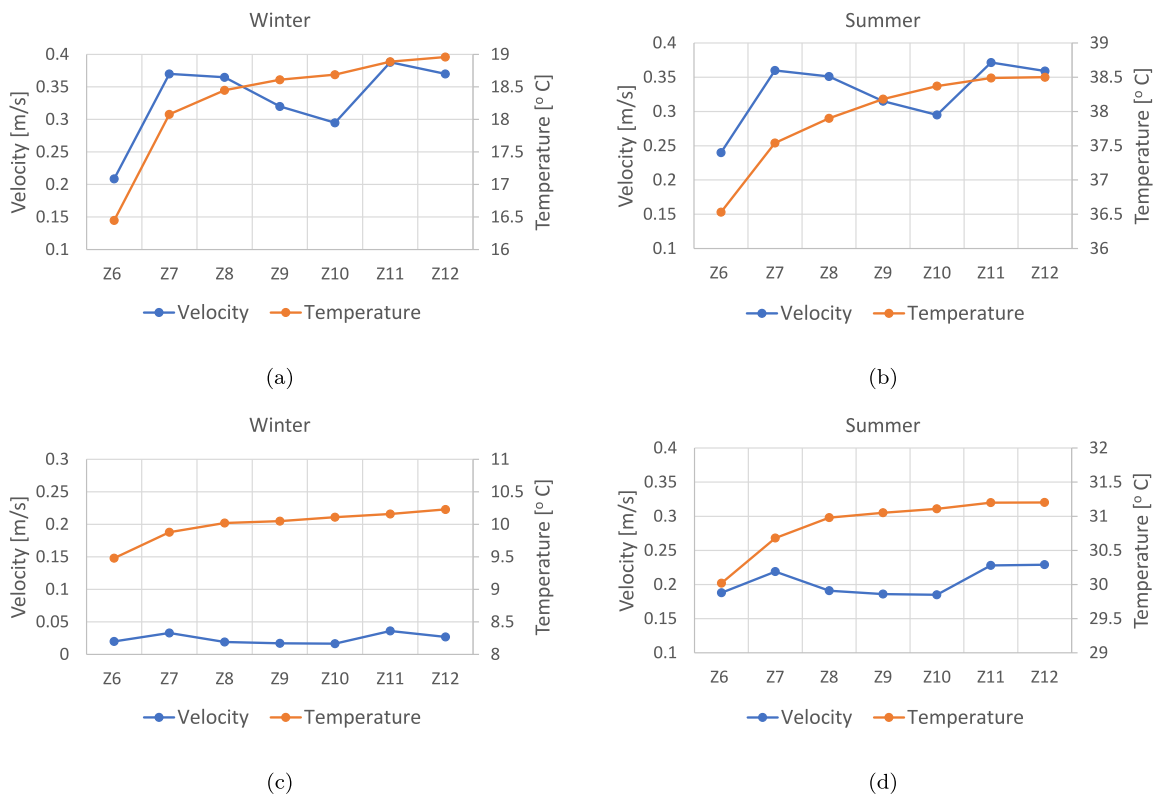 Winter
0.4
0.35
0.3
0.25
0.2
0.15
0.1
Velocity [m/s]
19
18.5
18
17.5
17
16.5
16
Temperature [° C]
Z6 Z7 Z8 Z9 Z10 Z11 Z12
Velocity Temperature
(a)
Summer
0.4
0.35
0.3
0.25
0.2
0.15
0.1
Velocity [m/s]
39
38.5
38
37.5
37
36.5
36
Temperature [° C]
Z6 Z7 Z8 Z9 Z10 Z11 Z12
Velocity Temperature
(b)
Winter
0.3
0.25
0.2
0.15
0.1
0.05
0
Velocity [m/s]
11
10.5
10
9.5
9
8.5
8
Temperature [° C]
Z6 Z7 Z8 Z9 Z10 Z11 Z12
Velocity Temperature
(c)
Summer
0.4
0.35
0.3
0.25
0.2
0.15
0.1
Velocity [m/s]
32
31.5
31
30.5
30
29.5
29
Temperature [° C]
Z6 Z7 Z8 Z9 Z10 Z11 Z12
Velocity Temperature
(d)